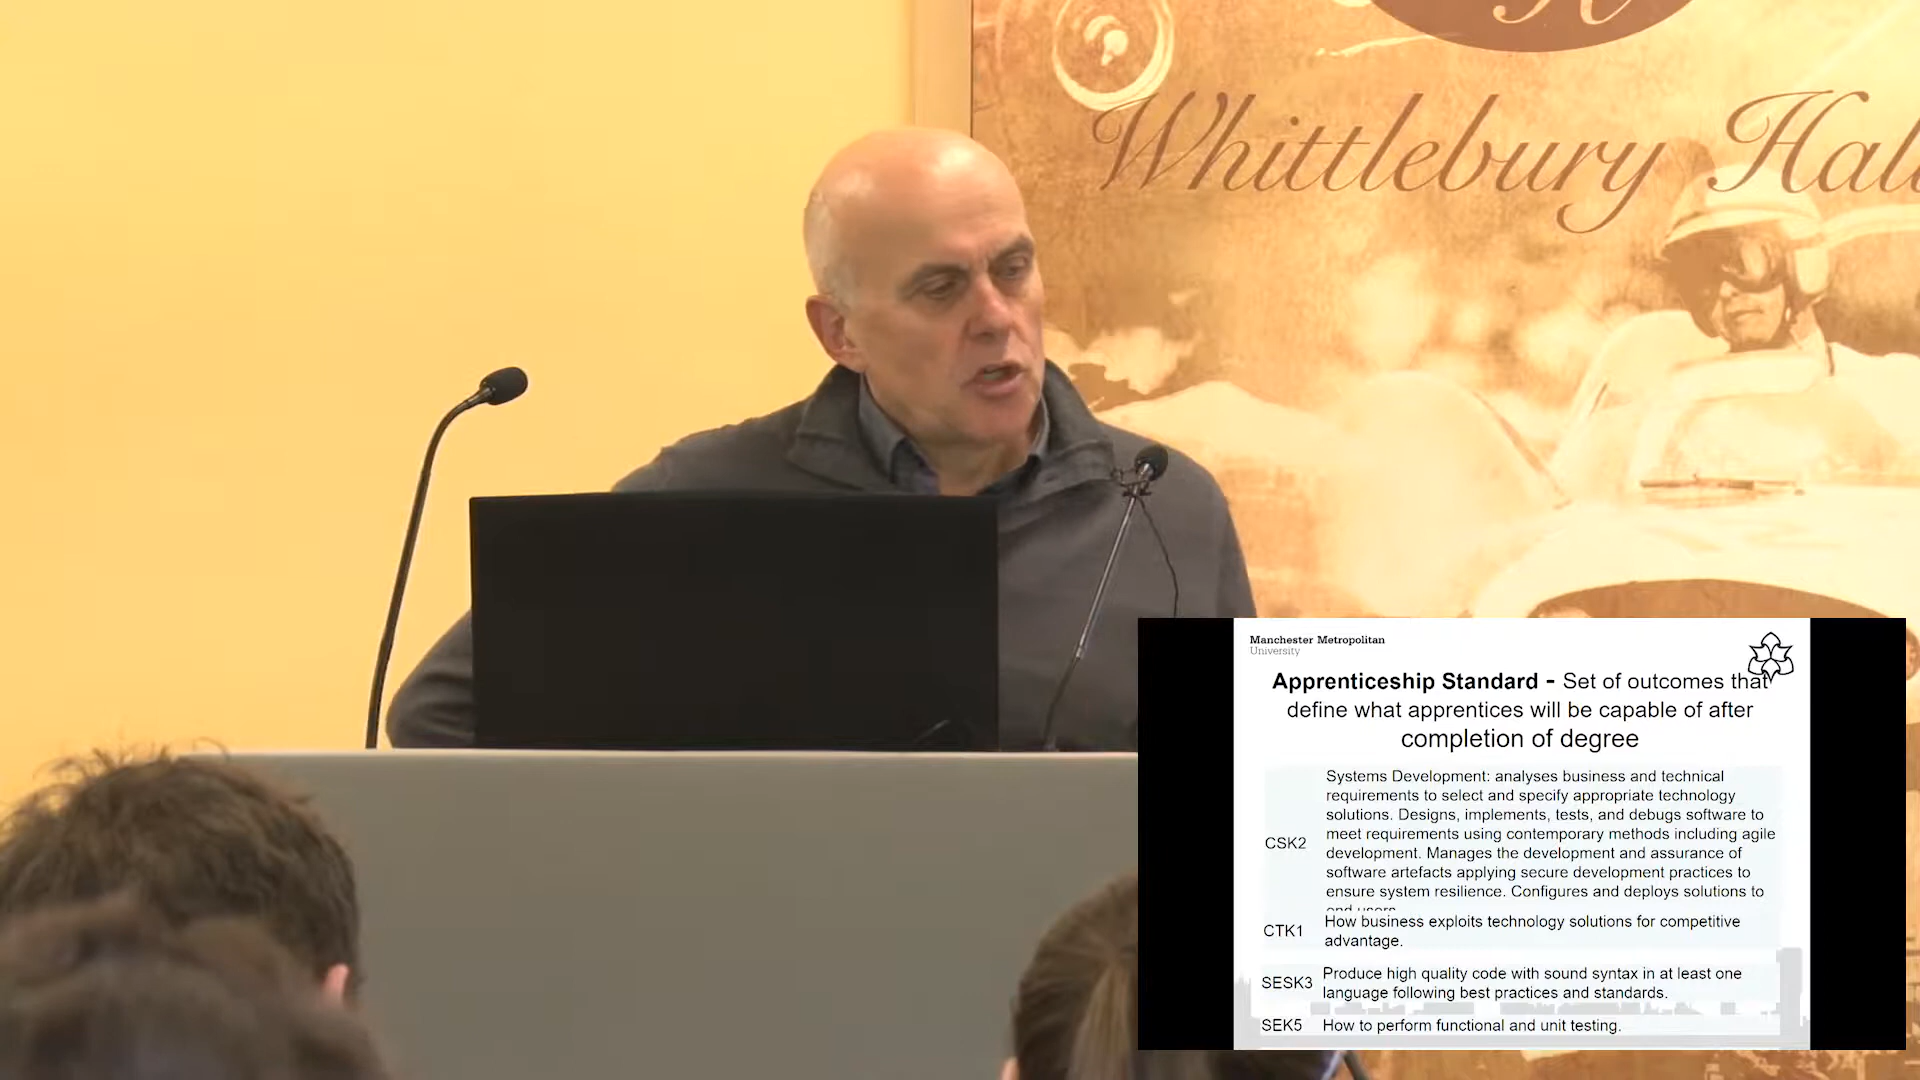 Whittlebury Hall
Manchester Metropolitan
University
Apprenticeship Standard - Set of outcomes that
define what apprentices will be capable of after
completion of degree
CSK2
Systems Development: analyses business and technical
requirements to select and specify appropriate technology
solutions. Designs, implements, tests, and debugs software to
meet requirements using contemporary methods including agile
development. Manages the development and assurance of
software artefacts applying secure development practices to
ensure system resilience. Configures and deploys solutions to
end users
CTK1
How business exploits technology solutions for competitive
advantage.
SESK3
Produce high quality code with sound syntax in at least one
language following best practices and standards.
SEK5
How to perform functional and unit testing.